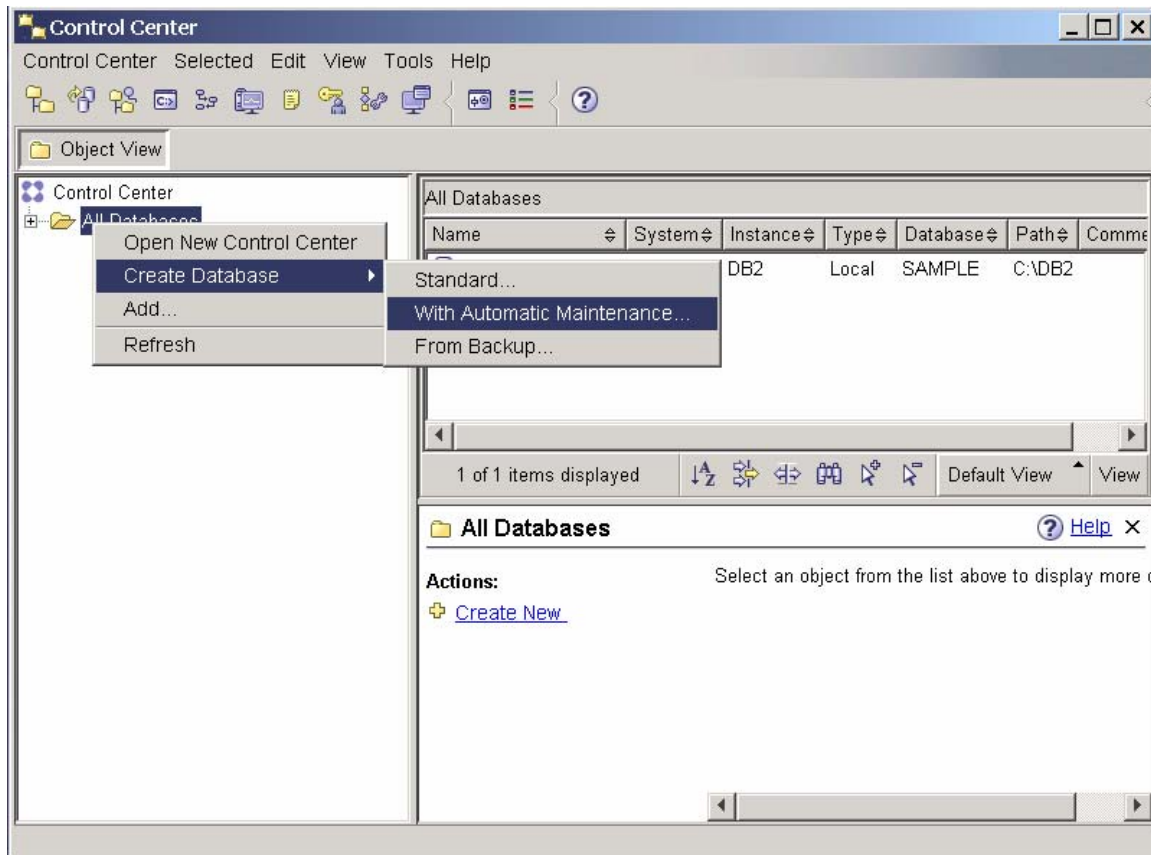 Control Center
Control Center Selected Edit View Tools Help
Object View
Control Center
All Databases
Open New Control Center
Create Database
Add...
Refresh
Standard...
With Automatic Maintenance...
From Backup...
All Databases
Name System Instance Type Database Path Comme
DB2 Local SAMPLE C:\DB2
1 of 1 items displayed Default View View
All Databases Help
Actions:
Create New
Select an object from the list above to display more